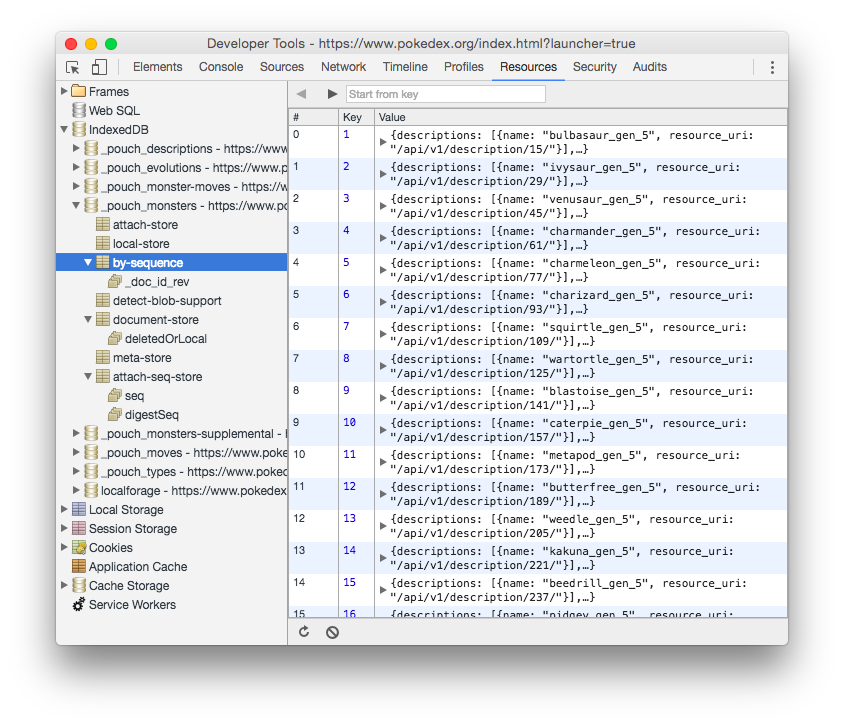 Developer Tools - https://www.pokedex.org/index.html?launcher=true
Elements Console Sources Network Timeline Profiles Resources Security Audits
Frames
Web SQL
IndexedDB
_pouch_descriptions - https://www
_pouch_evolutions - https://www.p
_pouch_monster-moves - https://w
_pouch_monsters - https://www.po
attach-store
local-store
by-sequence
_doc_id_rev
detect-blob-support
document-store
deletedOrLocal
meta-store
attach-seq-store
seq
digestSeq
_pouch_monsters-supplemental - h
_pouch_moves - https://www.poke
_pouch_types - https://www.poked
localforage - https://www.pokedex
Local Storage
Session Storage
Cookies
Application Cache
Cache Storage
Service Workers
Start from key
# Key Value
0 1 {descriptions: [{name: "bulbasaur_gen_5", resource_uri:
"/api/v1/description/15/"}],…}
1 2 {descriptions: [{name: "ivysaur_gen_5", resource_uri:
"/api/v1/description/29/"}],…}
2 3 {descriptions: [{name: "venusaur_gen_5", resource_uri:
"/api/v1/description/45/"}],…}
3 4 {descriptions: [{name: "charmander_gen_5", resource_uri:
"/api/v1/description/61/"}],…}
4 5 {descriptions: [{name: "charmeleon_gen_5", resource_uri:
"/api/v1/description/77/"}],…}
5 6 {descriptions: [{name: "charizard_gen_5", resource_uri:
"/api/v1/description/93/"}],…}
6 7 {descriptions: [{name: "squirtle_gen_5", resource_uri:
"/api/v1/description/109/"}],…}
7 8 {descriptions: [{name: "wartortle_gen_5", resource_uri:
"/api/v1/description/125/"}],…}
8 9 {descriptions: [{name: "blastoise_gen_5", resource_uri:
"/api/v1/description/141/"}],…}
9 10 {descriptions: [{name: "caterpie_gen_5", resource_uri:
"/api/v1/description/157/"}],…}
10 11 {descriptions: [{name: "metapod_gen_5", resource_uri:
"/api/v1/description/173/"}],…}
11 12 {descriptions: [{name: "butterfree_gen_5", resource_uri:
"/api/v1/description/189/"}],…}
12 13 {descriptions: [{name: "weedle_gen_5", resource_uri:
"/api/v1/description/205/"}],…}
13 14 {descriptions: [{name: "kakuna_gen_5", resource_uri:
"/api/v1/description/221/"}],…}
14 15 {descriptions: [{name: "beedrill_gen_5", resource_uri:
"/api/v1/description/237/"}],…}
15 16 {descriptions: [{name: "pidgey_gen_5", resource_uri: